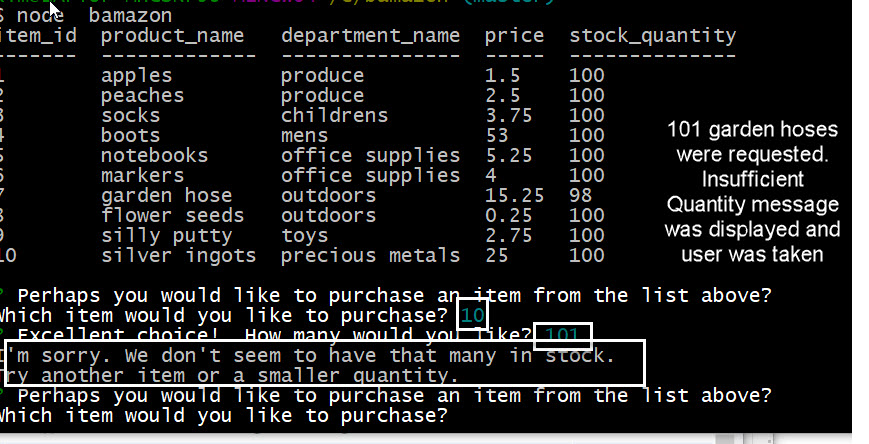 $ node bamazon
item_id product_name department_name price stock_quantity
------- ------------ --------------- ----- --------------
1 apples produce 1.5 100
2 peaches produce 2.5 100
3 socks childrens 3.75 100
4 boots mens 53 100
5 notebooks office supplies 5.25 100
6 markers office supplies 4 100
7 garden hose outdoors 15.25 98
8 flower seeds outdoors 0.25 100
9 silly putty toys 2.75 100
10 silver ingots precious metals 25 100
? Perhaps you would like to purchase an item from the list above?
Which item would you like to purchase? 10
? Excellent choice! How many would you like? 101
I'm sorry. We don't seem to have that many in stock.
Try another item or a smaller quantity.
? Perhaps you would like to purchase an item from the list above?
Which item would you like to purchase?
101 garden hoses
were requested.
Insufficient
Quantity message
was displayed and
user was taken